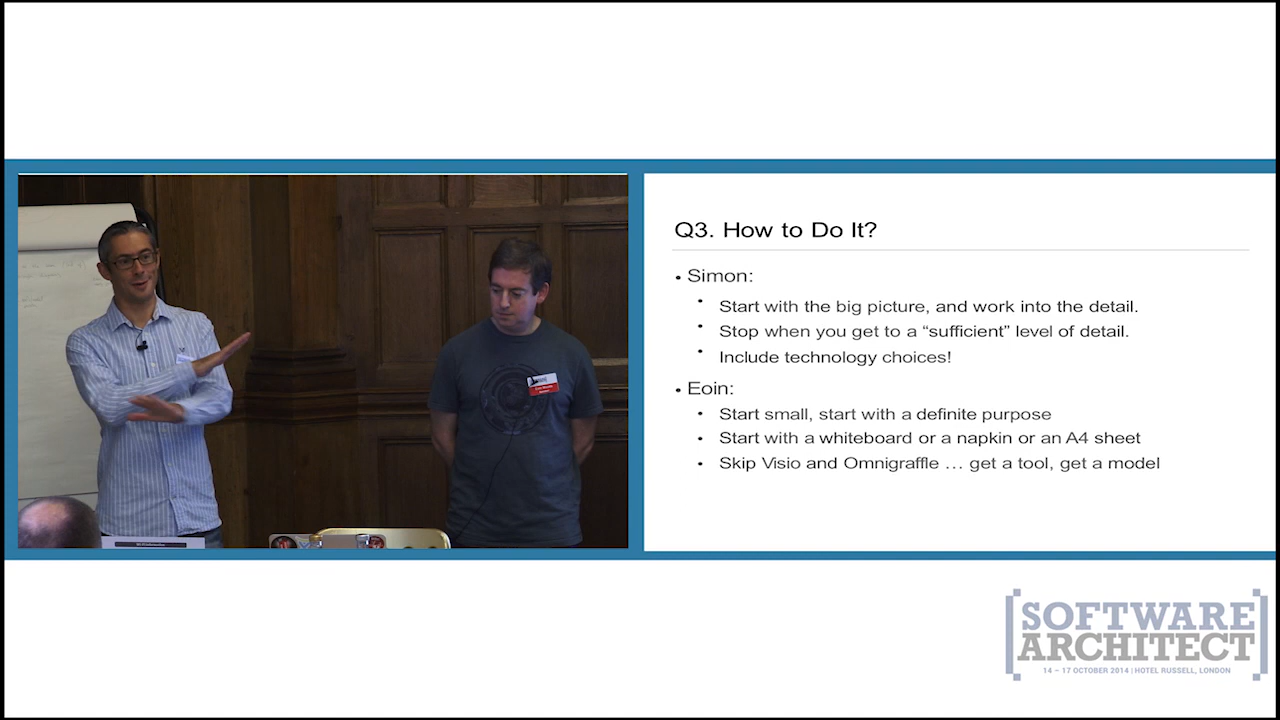 Q3. How to Do It?
• Simon:
• Start with the big picture, and work into the detail.
• Stop when you get to a “sufficient” level of detail.
• Include technology choices!
• Eoin:
• Start small, start with a definite purpose
• Start with a whiteboard or a napkin or an A4 sheet
• Skip Visio and Omnigraffle … get a tool, get a model
[SOFTWARE
ARCHITECT]
14 – 17 OCTOBER 2014 | HOTEL RUSSELL, LONDON